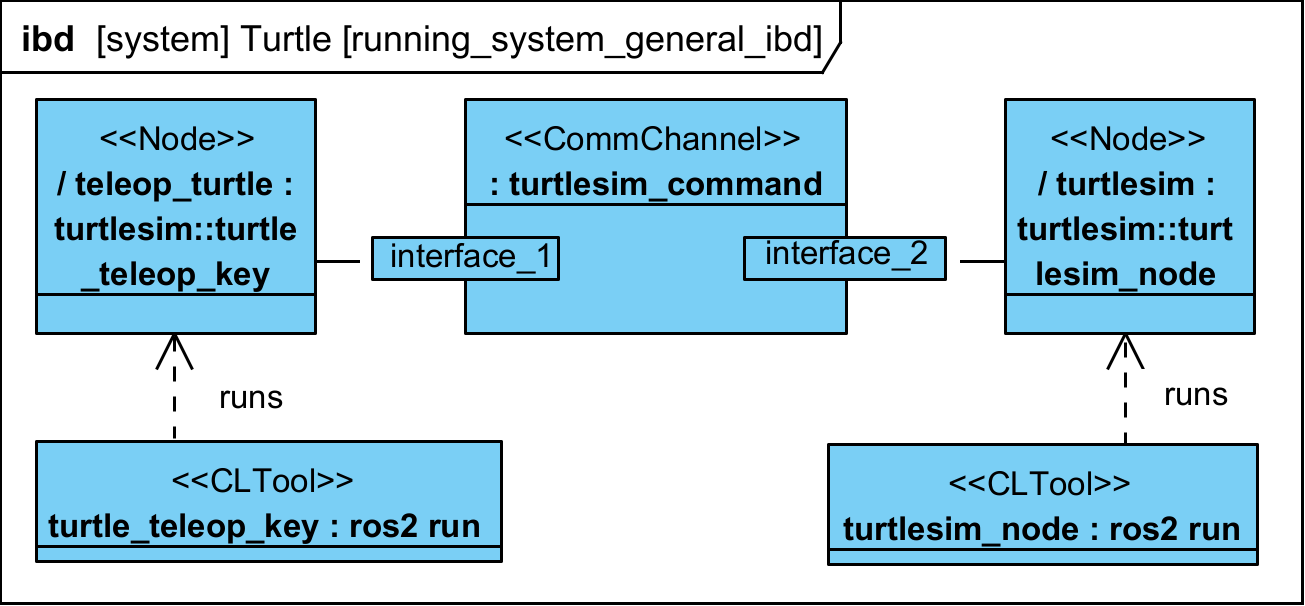 ibd [system] Turtle [running_system_general_ibd]
<<Node>>
/ teleop_turtle :
turtlesim::turtle
_teleop_key
<<CommChannel>>
: turtlesim_command
<<Node>>
/ turtlesim :
turtlesim::turt
lesim_node
interface_1
interface_2
runs
runs
<<CLTool>>
turtle_teleop_key : ros2 run
<<CLTool>>
turtlesim_node : ros2 run